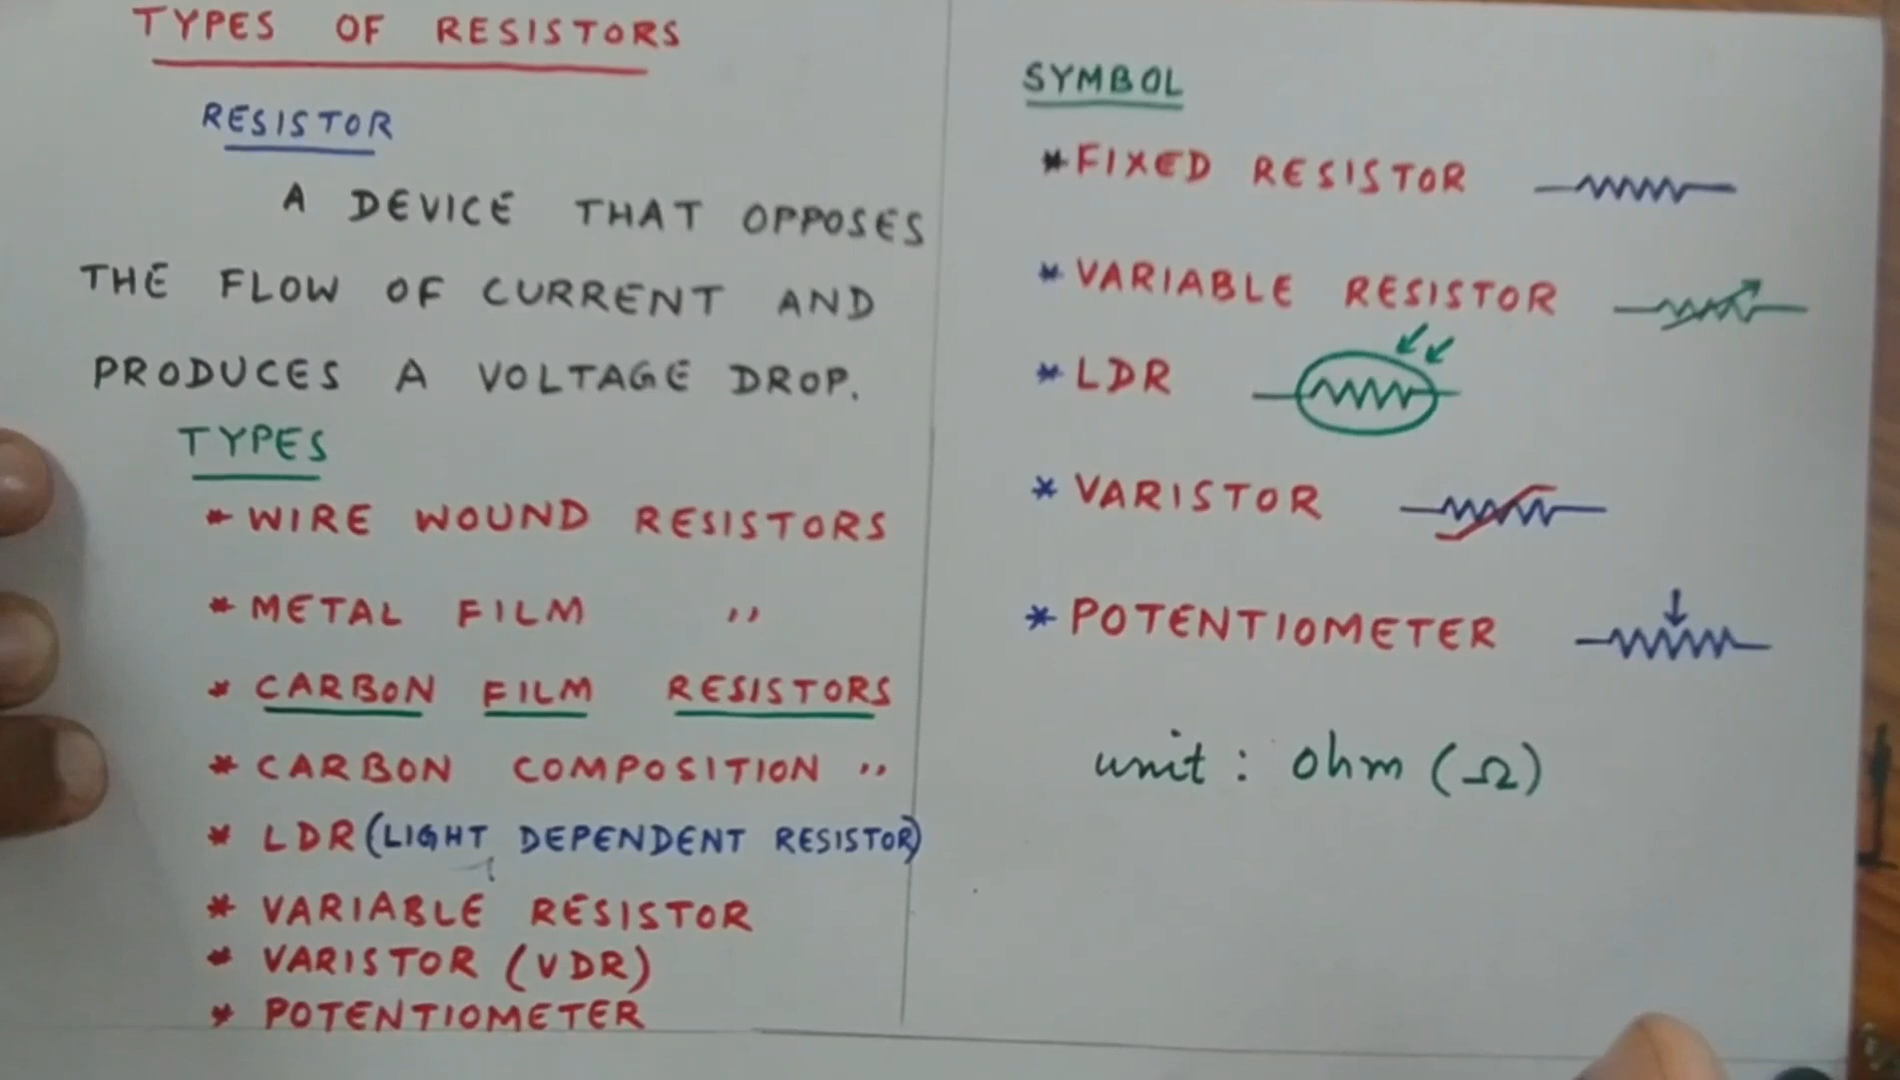 TYPES OF RESISTORS
RESISTOR
A DEVICE THAT OPPOSES
THE FLOW OF CURRENT AND
PRODUCES A VOLTAGE DROP.
TYPES
* WIRE WOUND RESISTORS
* METAL FILM ,,
* CARBON FILM RESISTORS
* CARBON COMPOSITION ,,
* LDR (LIGHT DEPENDENT RESISTOR)
* VARIABLE RESISTOR
* VARISTOR (VDR)
* POTENTIOMETER
SYMBOL
* FIXED RESISTOR
* VARIABLE RESISTOR
* LDR
* VARISTOR
* POTENTIOMETER
unit : ohm (Ω)